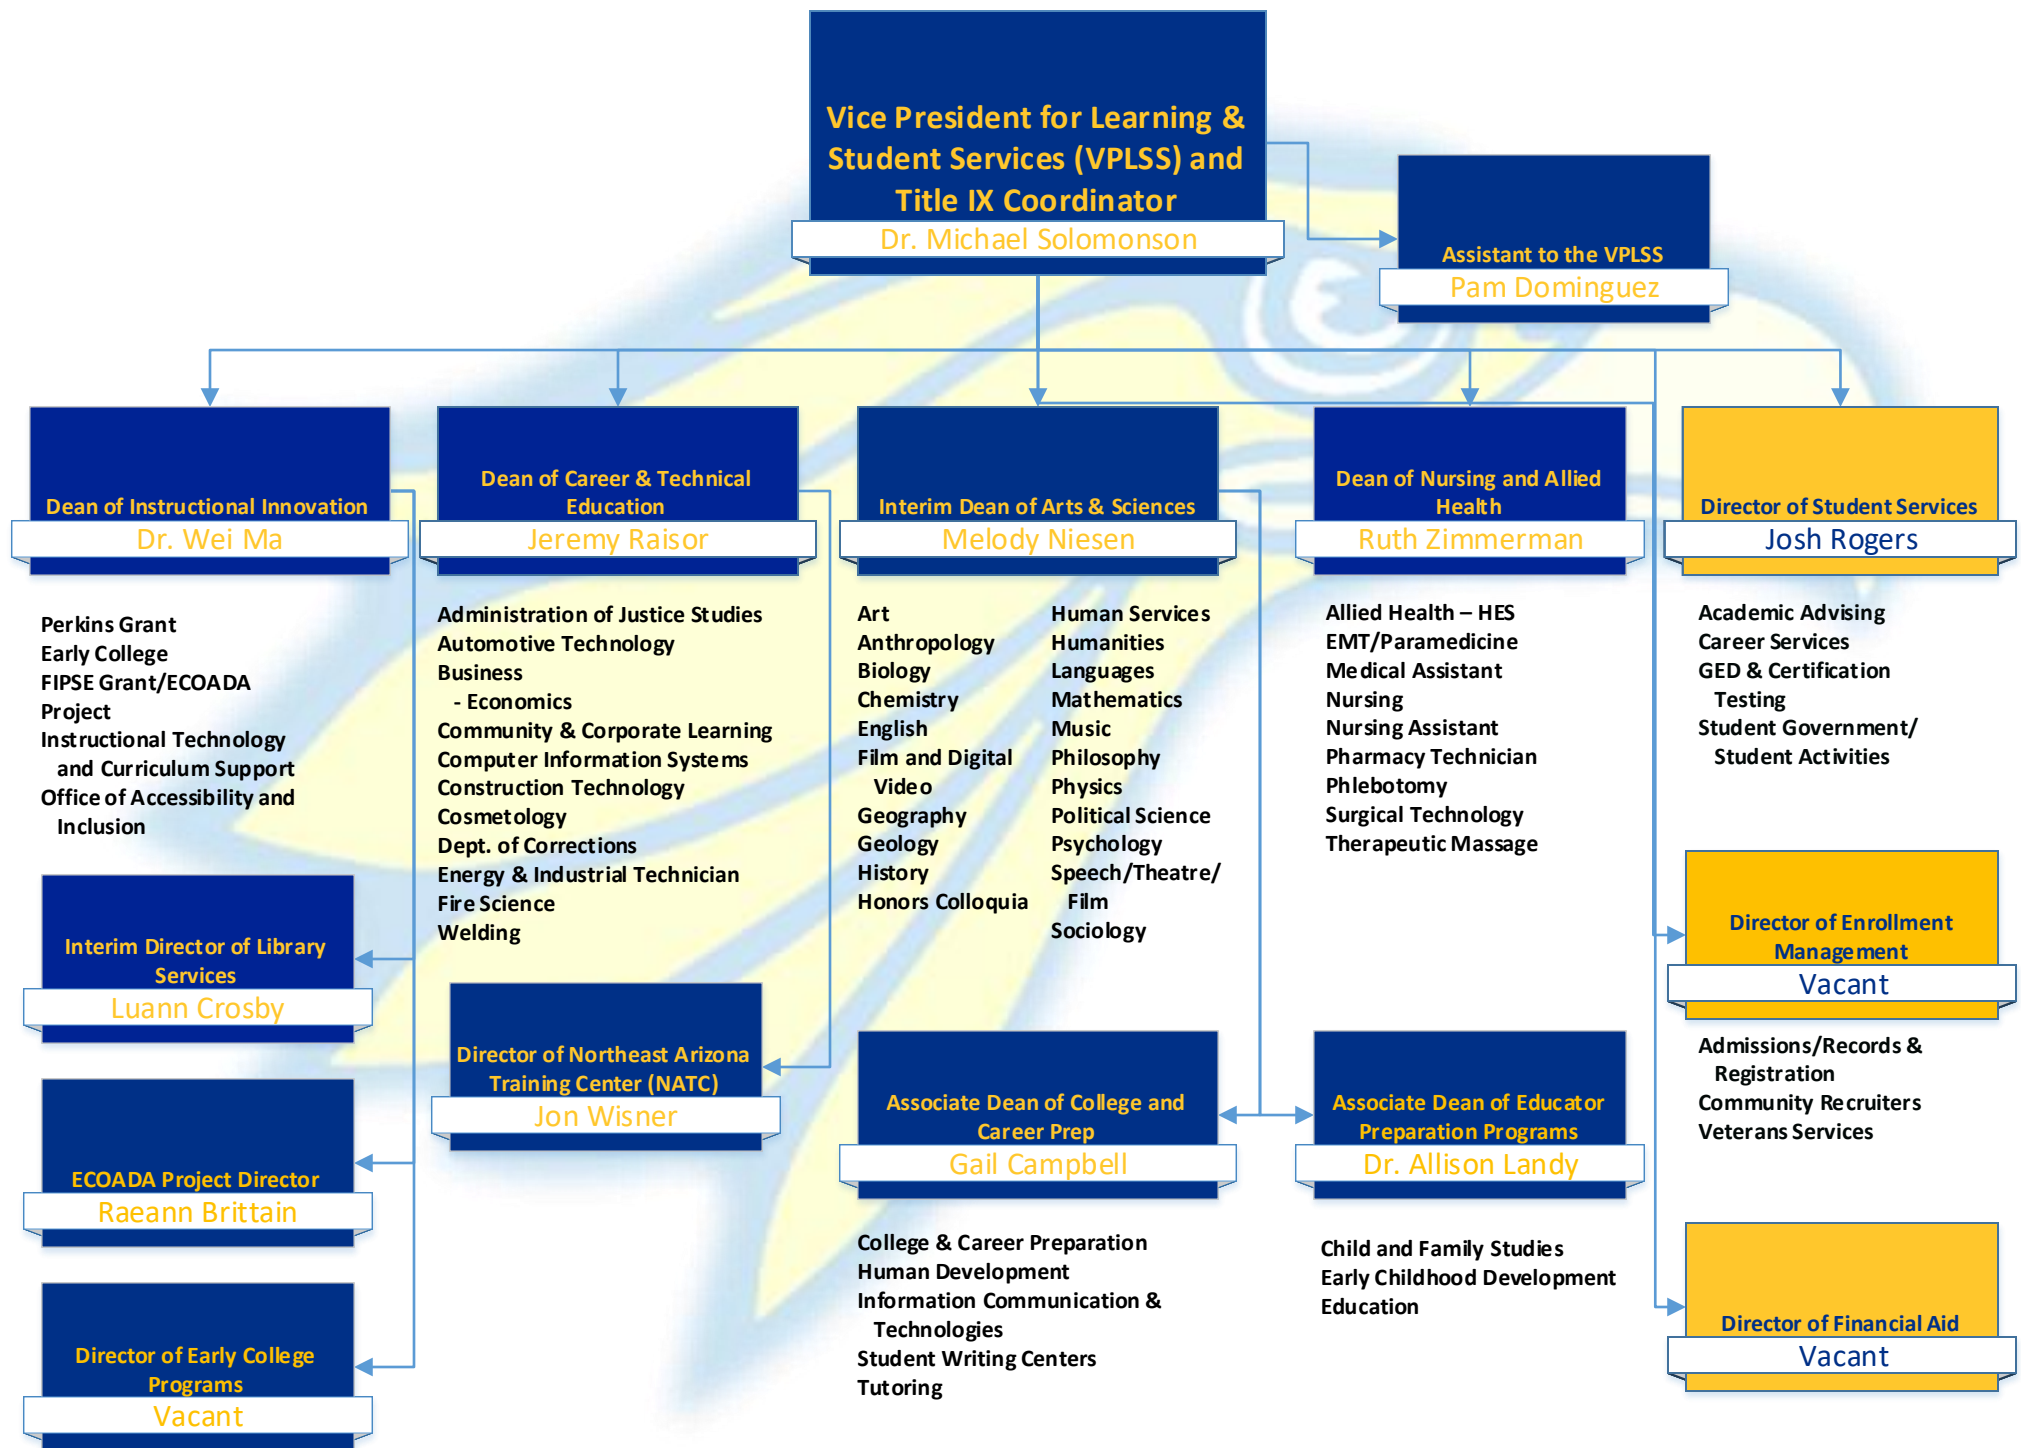 Vice President for Learning &
Student Services (VPLSS) and
Title IX Coordinator
Dr. Michael Solomonson
Assistant to the VPLSS
Pam Dominguez
Dean of Instructional Innovation
Dr. Wei Ma
Perkins Grant
Early College
FIPSE Grant/ECOADA
Project
Instructional Technology
and Curriculum Support
Office of Accessibility and
Inclusion
Interim Director of Library
Services
Luann Crosby
ECOADA Project Director
Raeann Brittain
Director of Early College
Programs
Vacant
Dean of Career & Technical
Education
Jeremy Raisor
Administration of Justice Studies
Automotive Technology
Business
- Economics
Community & Corporate Learning
Computer Information Systems
Construction Technology
Cosmetology
Dept. of Corrections
Energy & Industrial Technician
Fire Science
Welding
Director of Northeast Arizona
Training Center (NATC)
Jon Wisner
Interim Dean of Arts & Sciences
Melody Niesen
Art
Anthropology
Biology
Chemistry
English
Film and Digital
Video
Geography
Geology
History
Honors Colloquia
Human Services
Humanities
Languages
Mathematics
Music
Philosophy
Physics
Political Science
Psychology
Speech/Theatre/
Film
Sociology
Associate Dean of College and
Career Prep
Gail Campbell
College & Career Preparation
Human Development
Information Communication &
Technologies
Student Writing Centers
Tutoring
Dean of Nursing and Allied
Health
Ruth Zimmerman
Allied Health – HES
EMT/Paramedicine
Medical Assistant
Nursing
Nursing Assistant
Pharmacy Technician
Phlebotomy
Surgical Technology
Therapeutic Massage
Associate Dean of Educator
Preparation Programs
Dr. Allison Landy
Child and Family Studies
Early Childhood Development
Education
Director of Student Services
Josh Rogers
Academic Advising
Career Services
GED & Certification
Testing
Student Government/
Student Activities
Director of Enrollment
Management
Vacant
Admissions/Records &
Registration
Community Recruiters
Veterans Services
Director of Financial Aid
Vacant